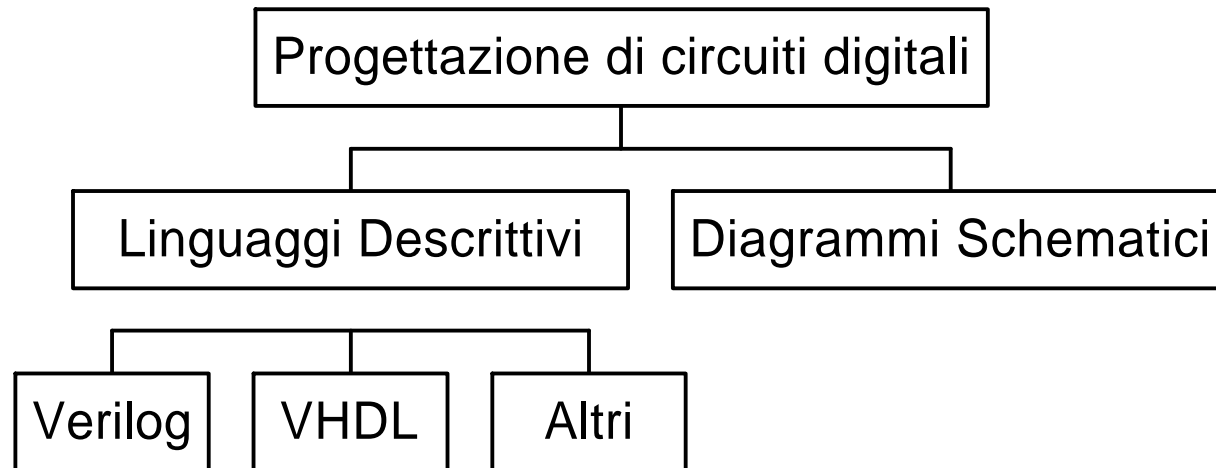 Progettazione di circuiti digitali
Linguaggi Descrittivi
Diagrammi Schematici
Verilog
VHDL
Altri